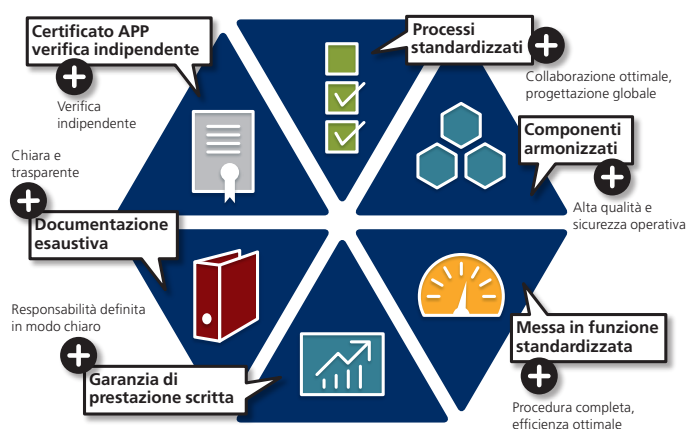 Certificato APP
verifica indipendente
Verifica
indipendente
Processi
standardizzati
Collaborazione ottimale,
progettazione globale
Componenti
armonizzati
Alta qualità e
sicurezza operativa
Chiara e
trasparente
Documentazione
esaustiva
Responsabilità definita
in modo chiaro
Garanzia di
prestazione scritta
Messa in funzione
standardizzata
Procedura completa,
efficienza ottimale